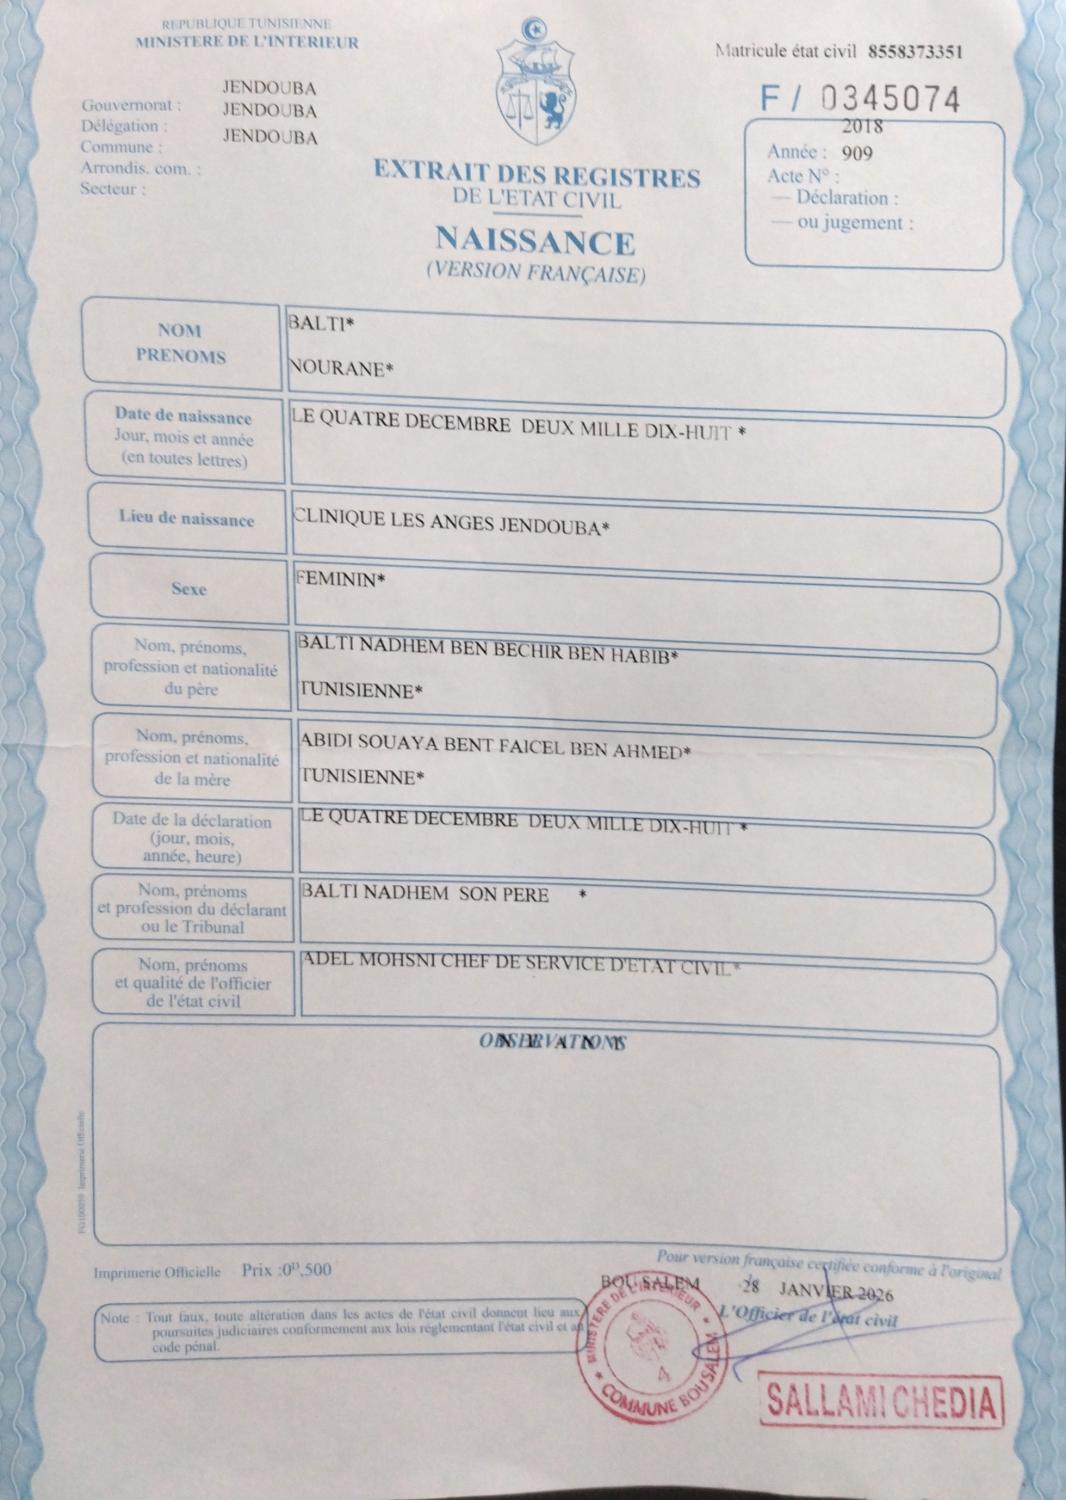 REPUBLIQUE TUNISIENNE
MINISTERE DE L'INTERIEUR
Matricule état civil 8558373351
F / 0345074
JENDOUBA
Gouvernorat : JENDOUBA
Délégation :
Commune : JENDOUBA
Arrondis. com. :
Secteur :
2018
Année : 909
Acte N° :
— Déclaration :
— ou jugement :
EXTRAIT DES REGISTRES
DE L'ETAT CIVIL
NAISSANCE
(VERSION FRANÇAISE)
NOM
PRENOMS
BALTI*
NOURANE*
Date de naissance
Jour, mois et année
(en toutes lettres)
LE QUATRE DECEMBRE DEUX MILLE DIX-HUIT *
Lieu de naissance
CLINIQUE LES ANGES JENDOUBA*
Sexe
FEMININ*
Nom, prénoms,
profession et nationalité
du père
BALTI NADHEM BEN BECHIR BEN HABIB*
TUNISIENNE*
Nom, prénoms,
profession et nationalité
de la mère
ABIDI SOUAYA BENT FAICEL BEN AHMED*
TUNISIENNE*
Date de la déclaration
(jour, mois,
année, heure)
LE QUATRE DECEMBRE DEUX MILLE DIX-HUIT *
Nom, prénoms
et profession du déclarant
ou le Tribunal
BALTI NADHEM SON PERE *
Nom, prénoms
et qualité de l'officier
de l'état civil
ADEL MOHSNI CHEF DE SERVICE D'ETAT CIVIL*
OBSERVATIONS
N E A N T
Imprimerie Officielle Prix :0ᴰ,500
Pour version française certifiée conforme à l'original
BOU SALEM 28 JANVIER 2026
L'Officier de l'état civil
Note : Tout faux, toute altération dans les actes de l'état civil donnent lieu aux
poursuites judiciaires conformement aux lois réglementant l'état civil et au
code pénal.
MINISTERE DE L'INTERIEUR
4
* COMMUNE BOUSALEM *
SALLAMI CHEDIA